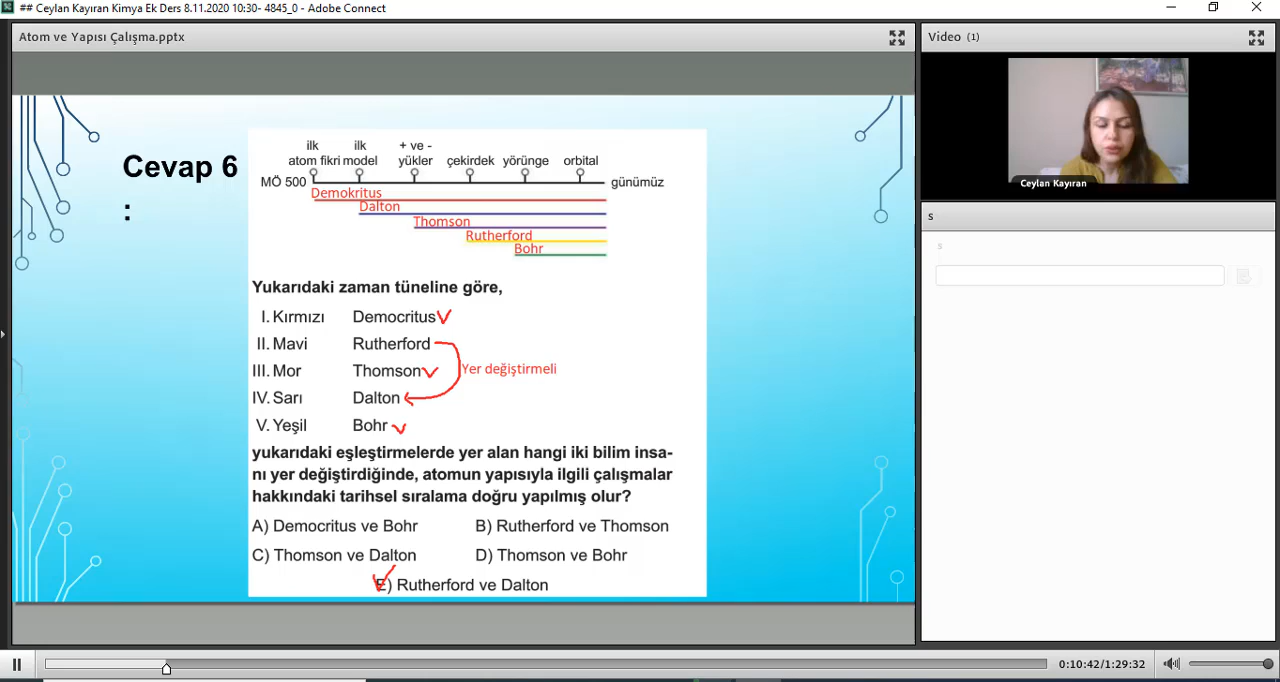 ## Ceylan Kayıran Kimya Ek Ders 8.11.2020 10:30- 4845_0 - Adobe Connect
Atom ve Yapısı Çalışma.pptx
Cevap 6
:
ilk ilk + ve -
atom fikri model yükler çekirdek yörünge orbital
MÖ 500 günümüz
Demokritus
Dalton
Thomson
Rutherford
Bohr
Yukarıdaki zaman tüneline göre,
I. Kırmızı Democritus
II. Mavi Rutherford
III. Mor Thomson
Yer değiştirmeli
IV. Sarı Dalton
V. Yeşil Bohr
yukarıdaki eşleştirmelerde yer alan hangi iki bilim insa-
nı yer değiştirdiğinde, atomun yapısıyla ilgili çalışmalar
hakkındaki tarihsel sıralama doğru yapılmış olur?
A) Democritus ve Bohr B) Rutherford ve Thomson
C) Thomson ve Dalton D) Thomson ve Bohr
E) Rutherford ve Dalton
Video (1)
Ceylan Kayıran
s
s
0:10:42/1:29:32